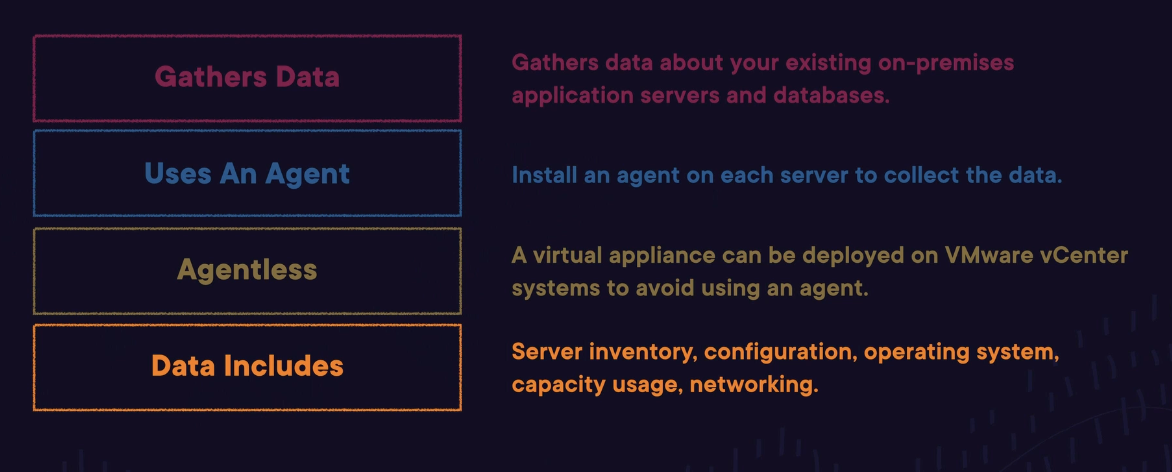 Gathers Data
Gathers data about your existing on-premises
application servers and databases.
Uses An Agent
Install an agent on each server to collect the data.
Agentless
A virtual appliance can be deployed on VMware vCenter
systems to avoid using an agent.
Data Includes
Server inventory, configuration, operating system,
capacity usage, networking.